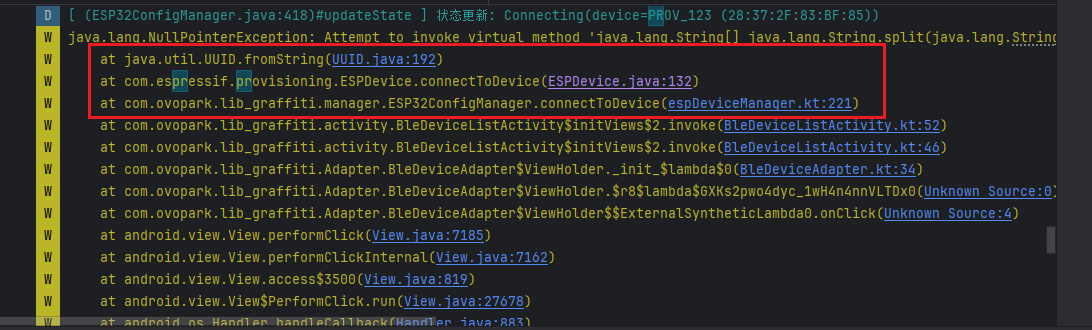 D [ (ESP32ConfigManager.java:418)#updateState ] 状态更新: Connecting(device=PROV_123 (28:37:2F:83:BF:85))
W java.lang.NullPointerException: Attempt to invoke virtual method 'java.lang.String[] java.lang.String.split(java.lang.String
W at java.util.UUID.fromString(UUID.java:192)
W at com.espressif.provisioning.ESPDevice.connectToDevice(ESPDevice.java:132)
W at com.ovopark.lib_graffiti.manager.ESP32ConfigManager.connectToDevice(espDeviceManager.kt:221)
W at com.ovopark.lib_graffiti.activity.BleDeviceListActivity$initViews$2.invoke(BleDeviceListActivity.kt:52)
W at com.ovopark.lib_graffiti.activity.BleDeviceListActivity$initViews$2.invoke(BleDeviceListActivity.kt:46)
W at com.ovopark.lib_graffiti.Adapter.BleDeviceAdapter$ViewHolder._init_$lambda$0(BleDeviceAdapter.kt:34)
W at com.ovopark.lib_graffiti.Adapter.BleDeviceAdapter$ViewHolder.$r8$lambda$GXKs2pwo4dyc_1wH4n4nnVLTDx0(Unknown Source:0)
W at com.ovopark.lib_graffiti.Adapter.BleDeviceAdapter$ViewHolder$$ExternalSyntheticLambda0.onClick(Unknown Source:4)
W at android.view.View.performClick(View.java:7185)
W at android.view.View.performClickInternal(View.java:7162)
W at android.view.View.access$3500(View.java:819)
W at android.view.View$PerformClick.run(View.java:27678)
W at android.os.Handler.handleCallback(Handler.java:883)